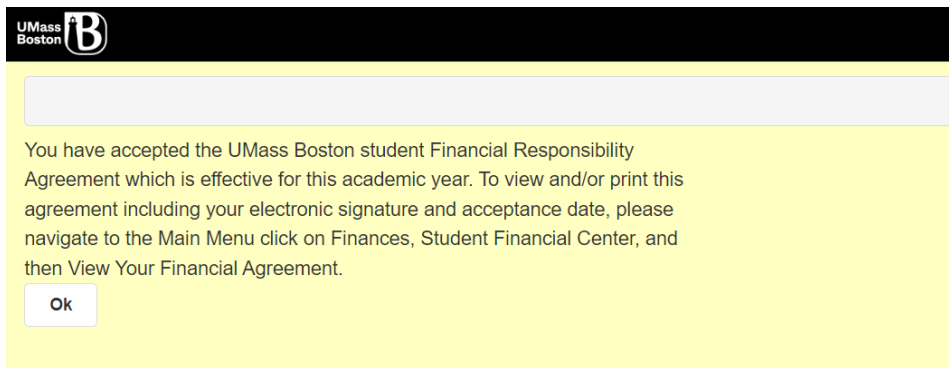 UMass
Boston
B
You have accepted the UMass Boston student Financial Responsibility
Agreement which is effective for this academic year. To view and/or print this
agreement including your electronic signature and acceptance date, please
navigate to the Main Menu click on Finances, Student Financial Center, and
then View Your Financial Agreement.
Ok